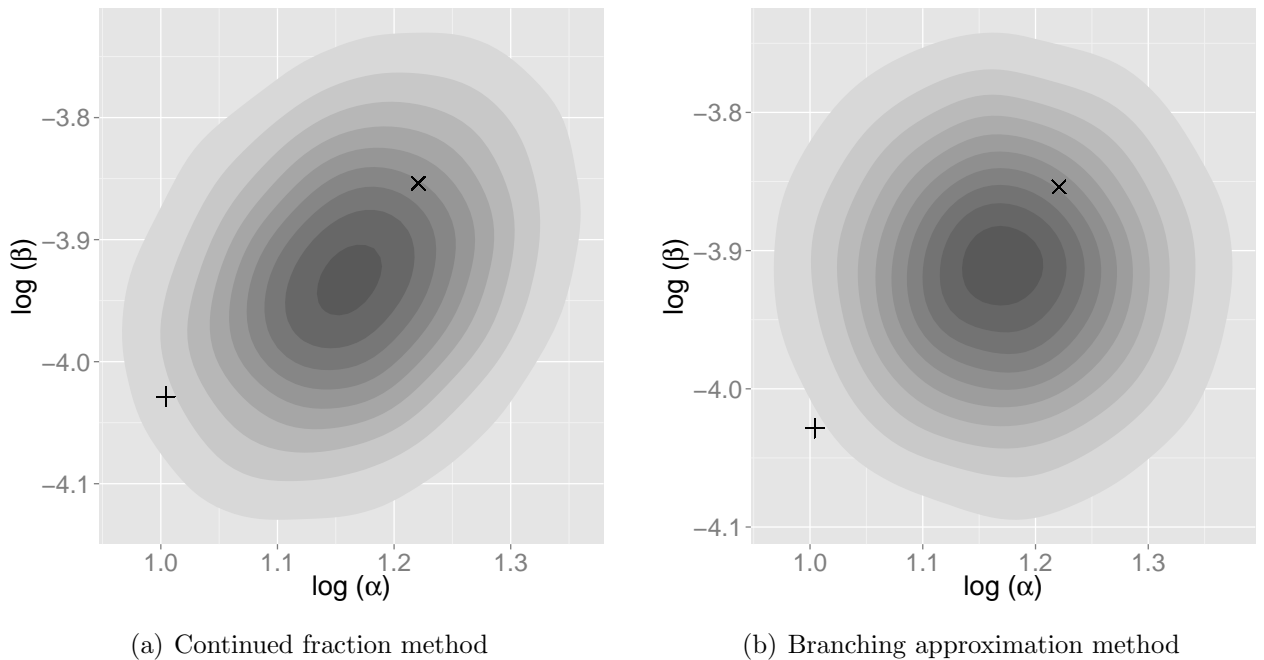 −3.8
−3.9
−4.0
−4.1
log (β)
1.0 1.1 1.2 1.3
log (α)
(a) Continued fraction method
−3.8
−3.9
−4.0
−4.1
log (β)
1.0 1.1 1.2 1.3
log (α)
(b) Branching approximation method